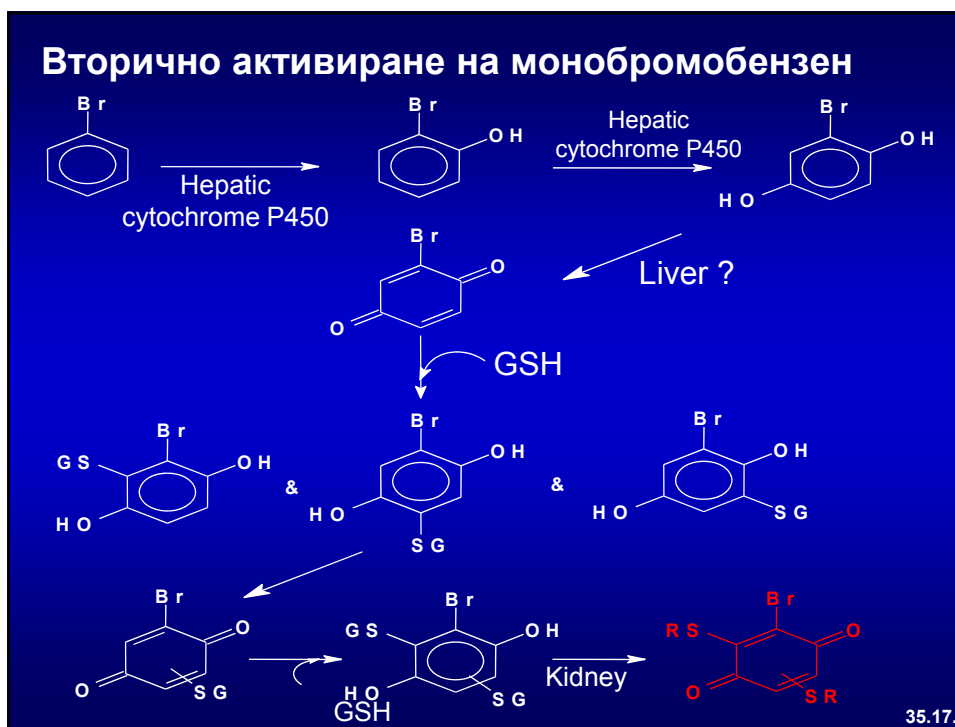 Вторично активиране на монобромобензен
Br
Hepatic
cytochrome P450
Br
OH
Hepatic
cytochrome P450
Br
OH
HO
Liver ?
Br
O
O
GSH
Br
GS
OH
HO
&
Br
OH
HO
SG
&
Br
OH
HO
SG
Br
O
O
SG
GSH
Br
GS
OH
HO
SG
Kidney
Br
RS
O
O
SR
35.17.